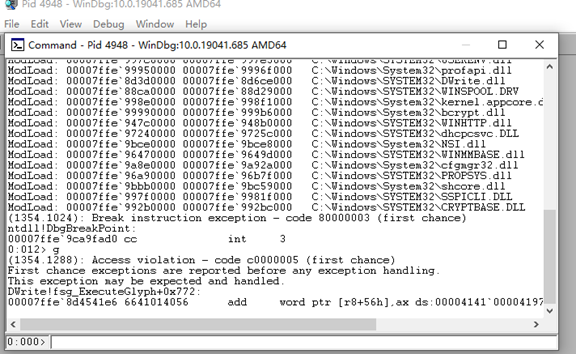 Pid 4948 - WinDbg:10.0.19041.685 AMD64
File Edit View Debug Window Help
Command - Pid 4948 - WinDbg:10.0.19041.685 AMD64
ModLoad: 00007ffe`99950000 00007ffe`9996f000 C:\Windows\System32\profapi.dll
ModLoad: 00007ffe`8d3d0000 00007ffe`8d6ce000 C:\Windows\SYSTEM32\DWrite.dll
ModLoad: 00007ffe`88ca0000 00007ffe`88d29000 C:\Windows\SYSTEM32\WINSPOOL.DRV
ModLoad: 00007ffe`998e0000 00007ffe`998f1000 C:\Windows\System32\kernel.appcore.d
ModLoad: 00007ffe`99990000 00007ffe`999b6000 C:\Windows\System32\bcrypt.dll
ModLoad: 00007ffe`947c0000 00007ffe`948b0000 C:\Windows\SYSTEM32\WINHTTP.dll
ModLoad: 00007ffe`97240000 00007ffe`9725c000 C:\Windows\SYSTEM32\dhcpcsvc.DLL
ModLoad: 00007ffe`9bce0000 00007ffe`9bce8000 C:\Windows\System32\NSI.dll
ModLoad: 00007ffe`96470000 00007ffe`9649d000 C:\Windows\SYSTEM32\WINMMBASE.dll
ModLoad: 00007ffe`9a8e0000 00007ffe`9a92a000 C:\Windows\System32\cfgmgr32.dll
ModLoad: 00007ffe`96a90000 00007ffe`96b7f000 C:\Windows\SYSTEM32\PROPSYS.dll
ModLoad: 00007ffe`9bbb0000 00007ffe`9bc59000 C:\Windows\System32\shcore.dll
ModLoad: 00007ffe`997f0000 00007ffe`9981f000 C:\Windows\SYSTEM32\SSPICLI.DLL
ModLoad: 00007ffe`992b0000 00007ffe`992bc000 C:\Windows\SYSTEM32\CRYPTBASE.DLL
(1354.1024): Break instruction exception - code 80000003 (first chance)
ntdll!DbgBreakPoint:
00007ffe`9ca9fad0 cc int 3
0:012> g
(1354.1288): Access violation - code c0000005 (first chance)
First chance exceptions are reported before any exception handling.
This exception may be expected and handled.
DWrite!fsg_ExecuteGlyph+0x772:
00007ffe`8d4541e6 6641014056 add word ptr [r8+56h],ax ds:00004141`00004197
0:000>